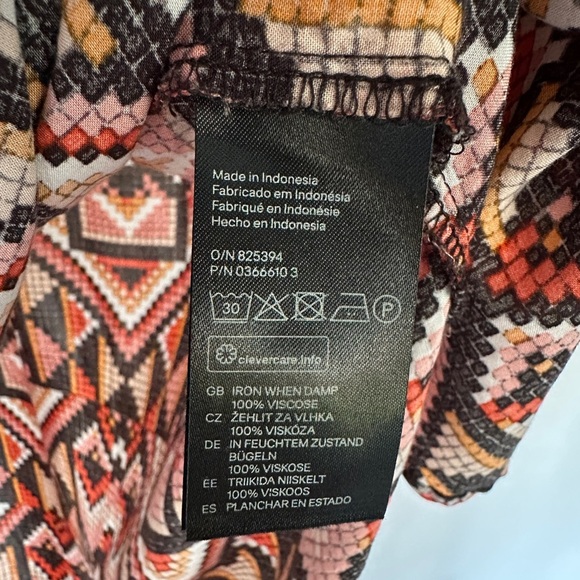 Made in Indonesia
Fabricado em Indonésia
Fabriqué en Indonésie
Hecho en Indonesia
O/N 825394
P/N 0366610 3
30 P
clevercare.info
GB IRON WHEN DAMP
100% VISCOSE
CZ ŽEHLIT ZA VLHKA
100% VISKÓZA
DE IN FEUCHTEM ZUSTAND
BÜGELN
100% VISKOSE
EE TRIIKIDA NIISKELT
100% VISKOOS
ES PLANCHAR EN ESTADO